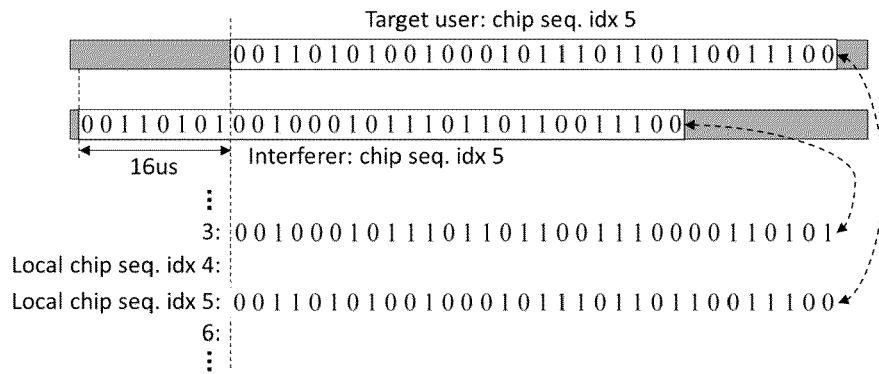 Target user: chip seq. idx 5
0 0 1 1 0 1 0 1 0 0 1 0 0 0 1 0 1 1 1 0 1 1 0 1 1 0 0 1 1 1 0 0
0 0 1 1 0 1 0 1 0 0 1 0 0 0 1 0 1 1 1 0 1 1 0 1 1 0 0 1 1 1 0 0
16us Interferer: chip seq. idx 5
⋮
3: 0 0 1 0 0 0 1 0 1 1 1 0 1 1 0 1 1 0 0 1 1 1 0 0 0 0 1 1 0 1 0 1
Local chip seq. idx 4:
Local chip seq. idx 5: 0 0 1 1 0 1 0 1 0 0 1 0 0 0 1 0 1 1 1 0 1 1 0 1 1 0 0 1 1 1 0 0
6:
⋮